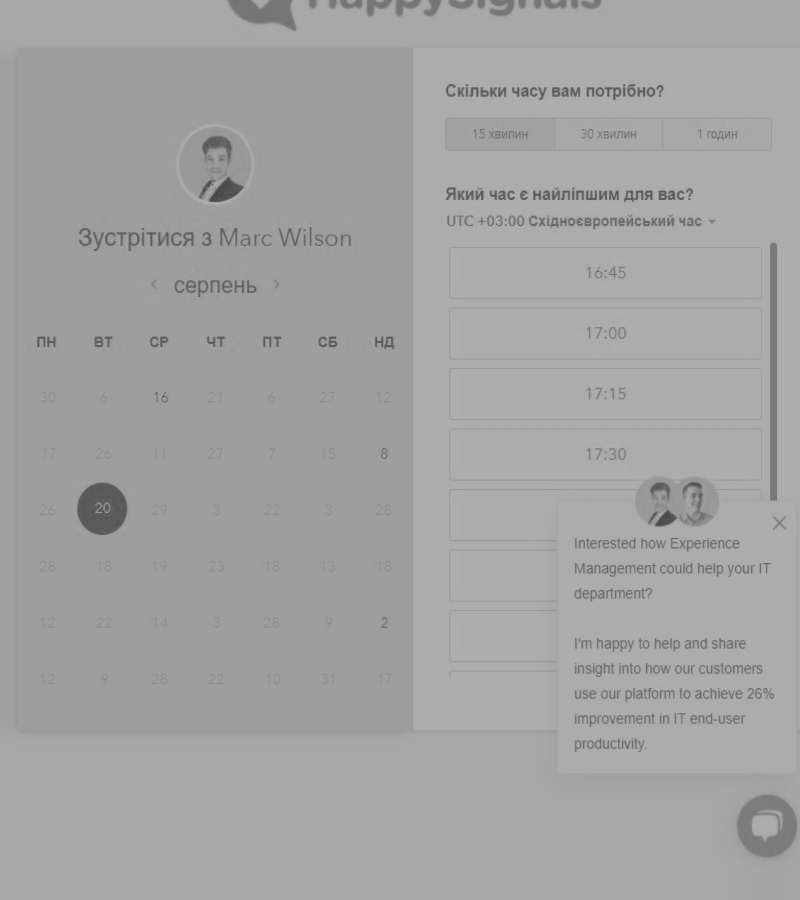 HappySignals
Зустрітися з Marc Wilson
серпень
ПН ВТ СР ЧТ ПТ СБ НД
30 6 16 21 6 27 12
17 26 11 27 7 15 8
26 20 29 3 22 3 28
28 18 19 23 18 13 18
12 22 14 3 28 9 2
12 9 28 22 10 31 17
Скільки часу вам потрібно?
15 хвилин 30 хвилин 1 годин
Який час є найліпшим для вас?
UTC +03:00 Східноєвропейський час
16:45
17:00
17:15
17:30
Interested how Experience
Management could help your IT
department?
I'm happy to help and share
insight into how our customers
use our platform to achieve 26%
improvement in IT end-user
productivity.